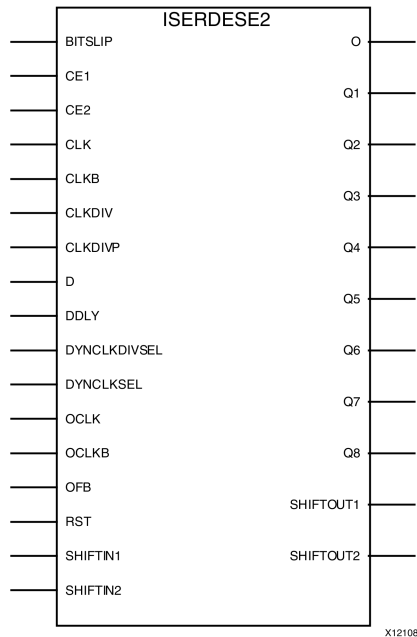 ISERDESE2
BITSLIP
O
CE1
Q1
CE2
CLK
Q2
CLKB
Q3
CLKDIV
CLKDIVP
Q4
D
Q5
DDLY
DYNCLKDIVSEL
Q6
DYNCLKSEL
Q7
OCLK
OCLKB
Q8
OFB
SHIFTOUT1
RST
SHIFTIN1
SHIFTOUT2
SHIFTIN2
X12108